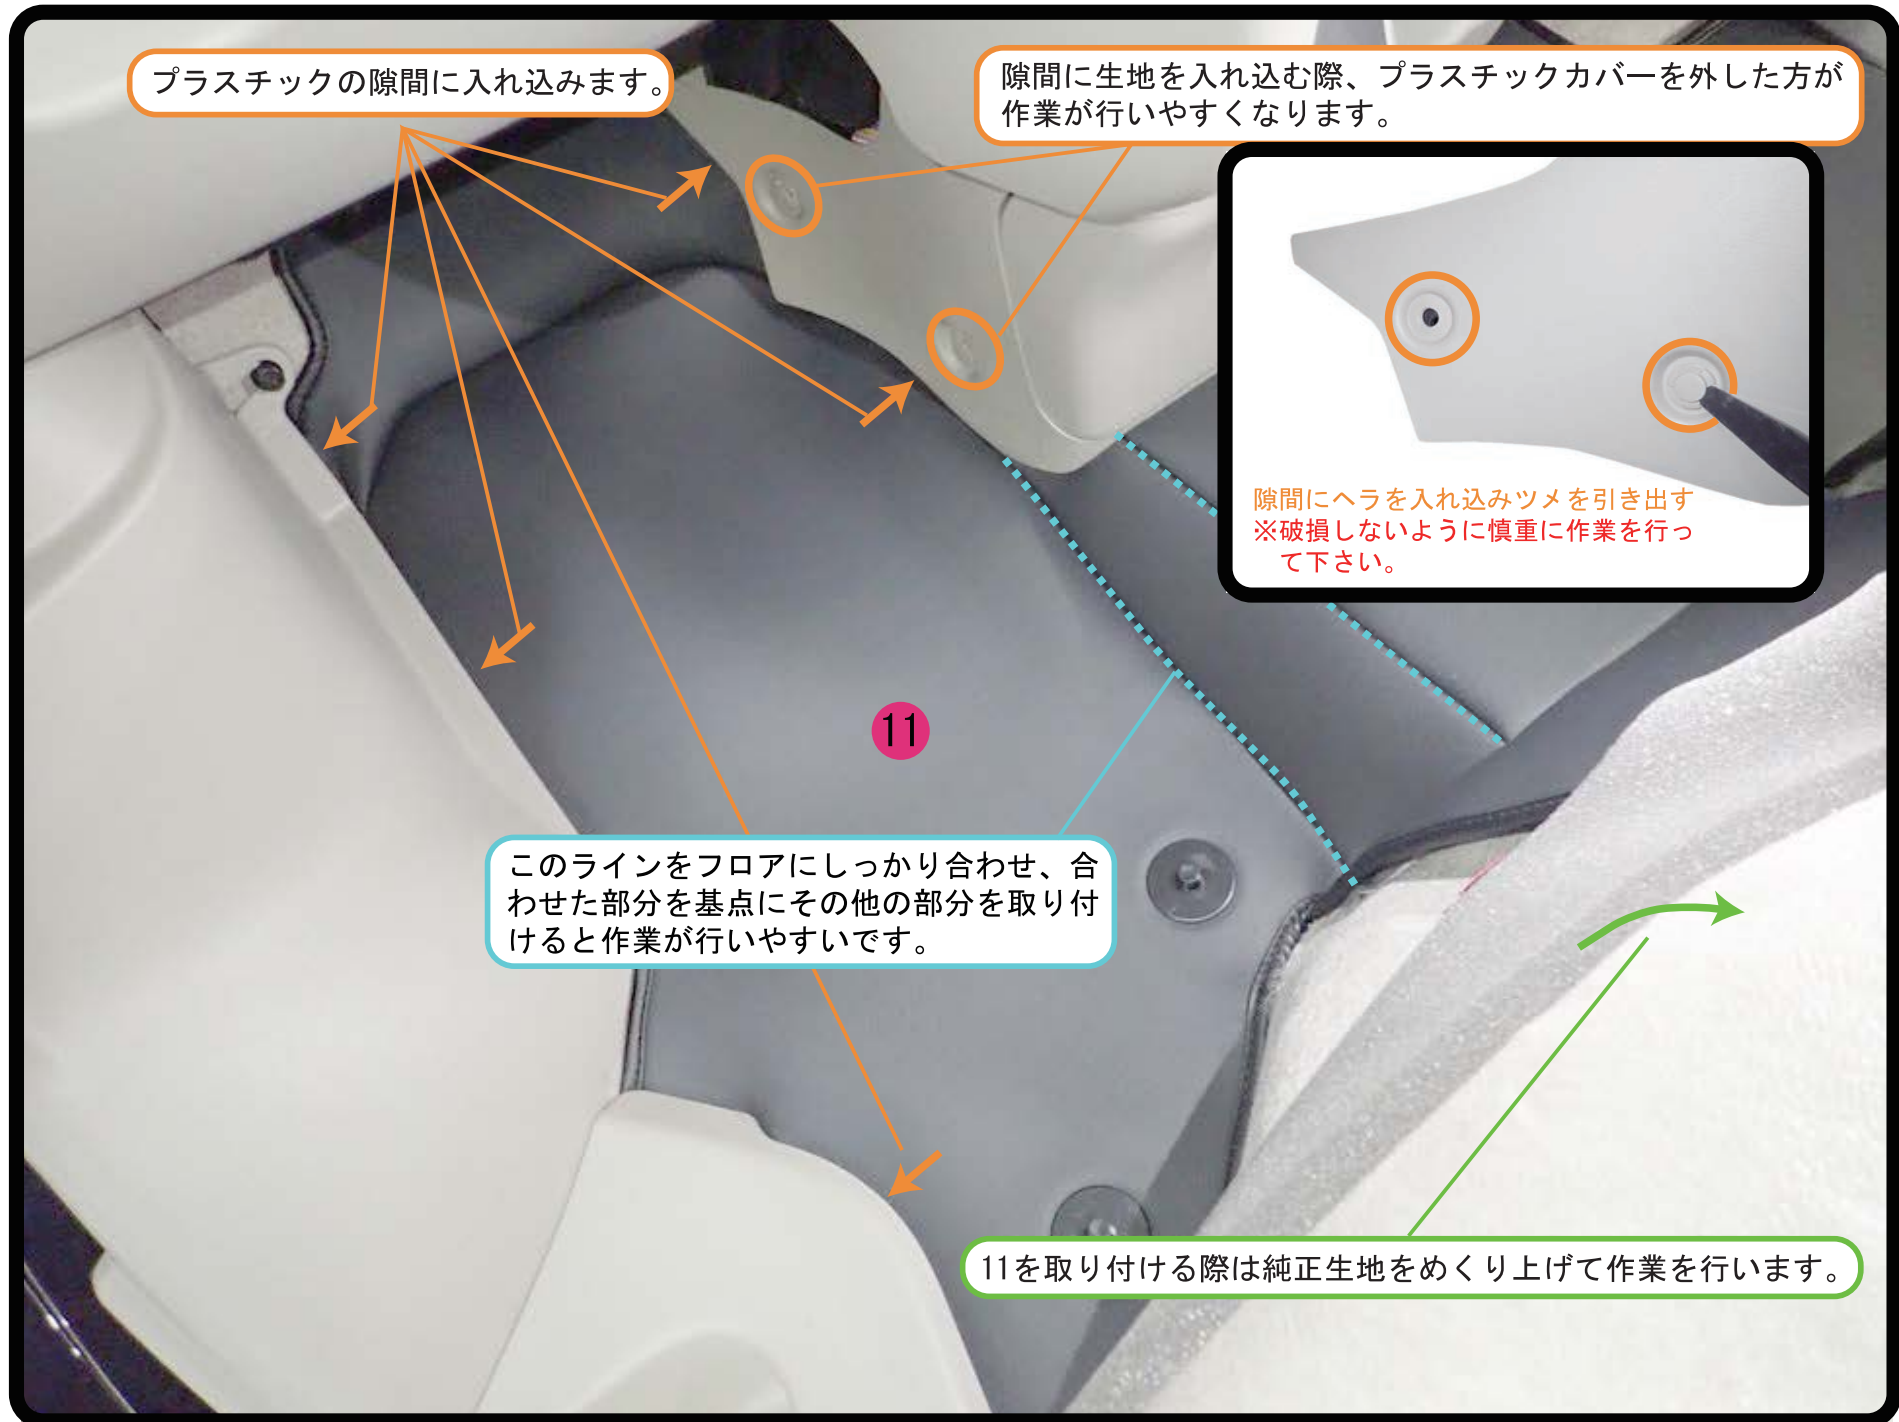 プラスチックの隙間に入れ込みます。
隙間に生地を入れ込む際、プラスチックカバーを外した方が
作業が行いやすくなります。
隙間にヘラを入れ込みツメを引き出す
※破損しないように慎重に作業を行っ
て下さい。
11
このラインをフロアにしっかり合わせ、合
わせた部分を基点にその他の部分を取り付
けると作業が行いやすいです。
11を取り付ける際は純正生地をめくり上げて作業を行います。